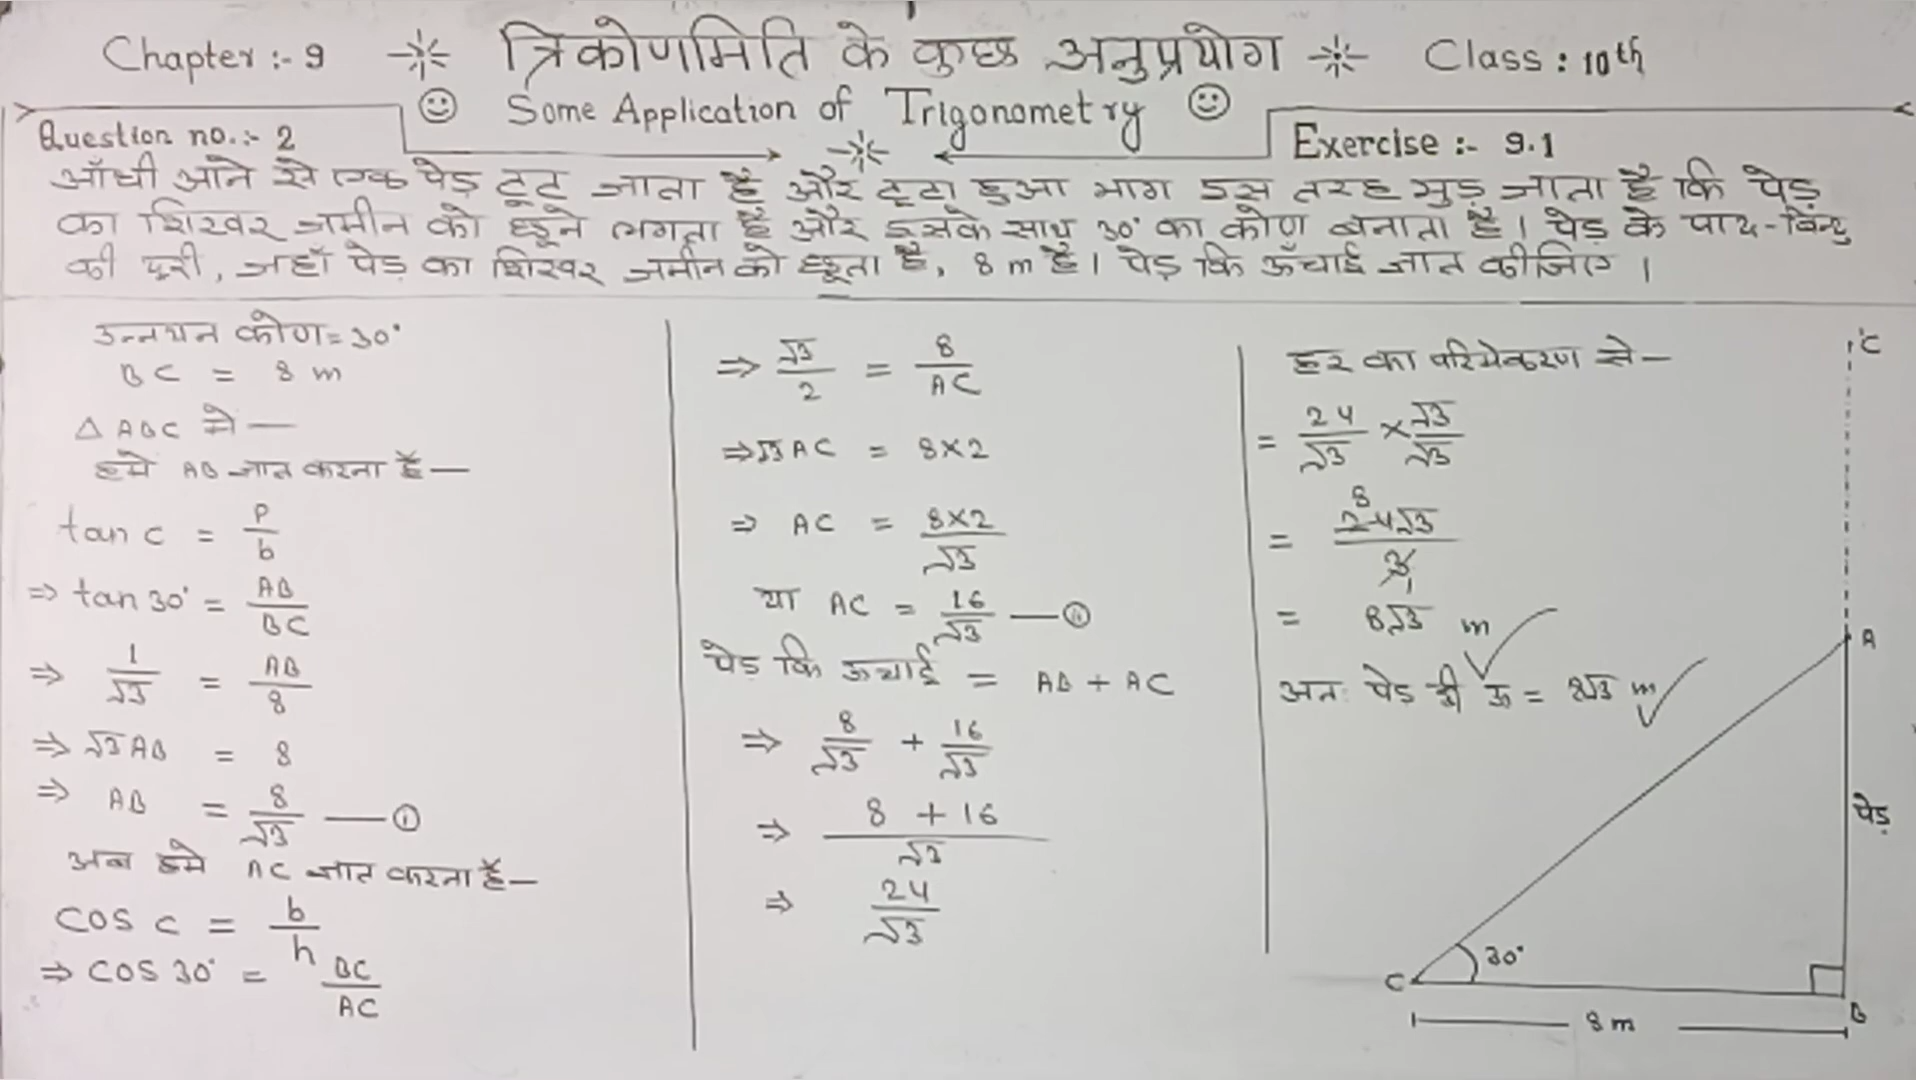 Chapter :- 9 त्रिकोणमिति के कुछ अनुप्रयोग Class : 10th
Some Application of Trigonometry
Question no. :- 2
Exercise :- 9.1
आँधी आने से एक पेड़ टूट जाता है और टूटा हुआ भाग इस तरह मुड़ जाता है कि पेड़
का शिखर जमीन को छूने लगता है और इसके साथ 30° का कोण बनाता है। पेड़ के पाद-बिन्दु
की दूरी, जहाँ पेड़ का शिखर जमीन को छूता है, 8 m है। पेड़ कि ऊँचाई ज्ञात कीजिए।
उन्नयन कोण = 30°
BC = 8 m
△ ABC मे —
हमे AB ज्ञात करना है —
tan C = P/b
⇒ tan 30° = AB/BC
⇒ 1/√3 = AB/8
⇒ √3 AB = 8
⇒ AB = 8/√3 — ①
अब हमे AC ज्ञात करना है —
cos C = b/h
⇒ cos 30° = BC/AC
⇒ √3/2 = 8/AC
⇒ √3 AC = 8×2
⇒ AC = 8×2/√3
या AC = 16/√3 — ⑪
पेड़ कि ऊचाई = AB + AC
⇒ 8/√3 + 16/√3
⇒ 8 + 16/√3
⇒ 24/√3
हर का परिमेकरण से —
= 24/√3 × √3/√3
= 24√3/3
8
1
= 8√3 m
अतः पेड़ की ऊ = 8√3 m
'C
A
पेड़
30°
C
B
8 m